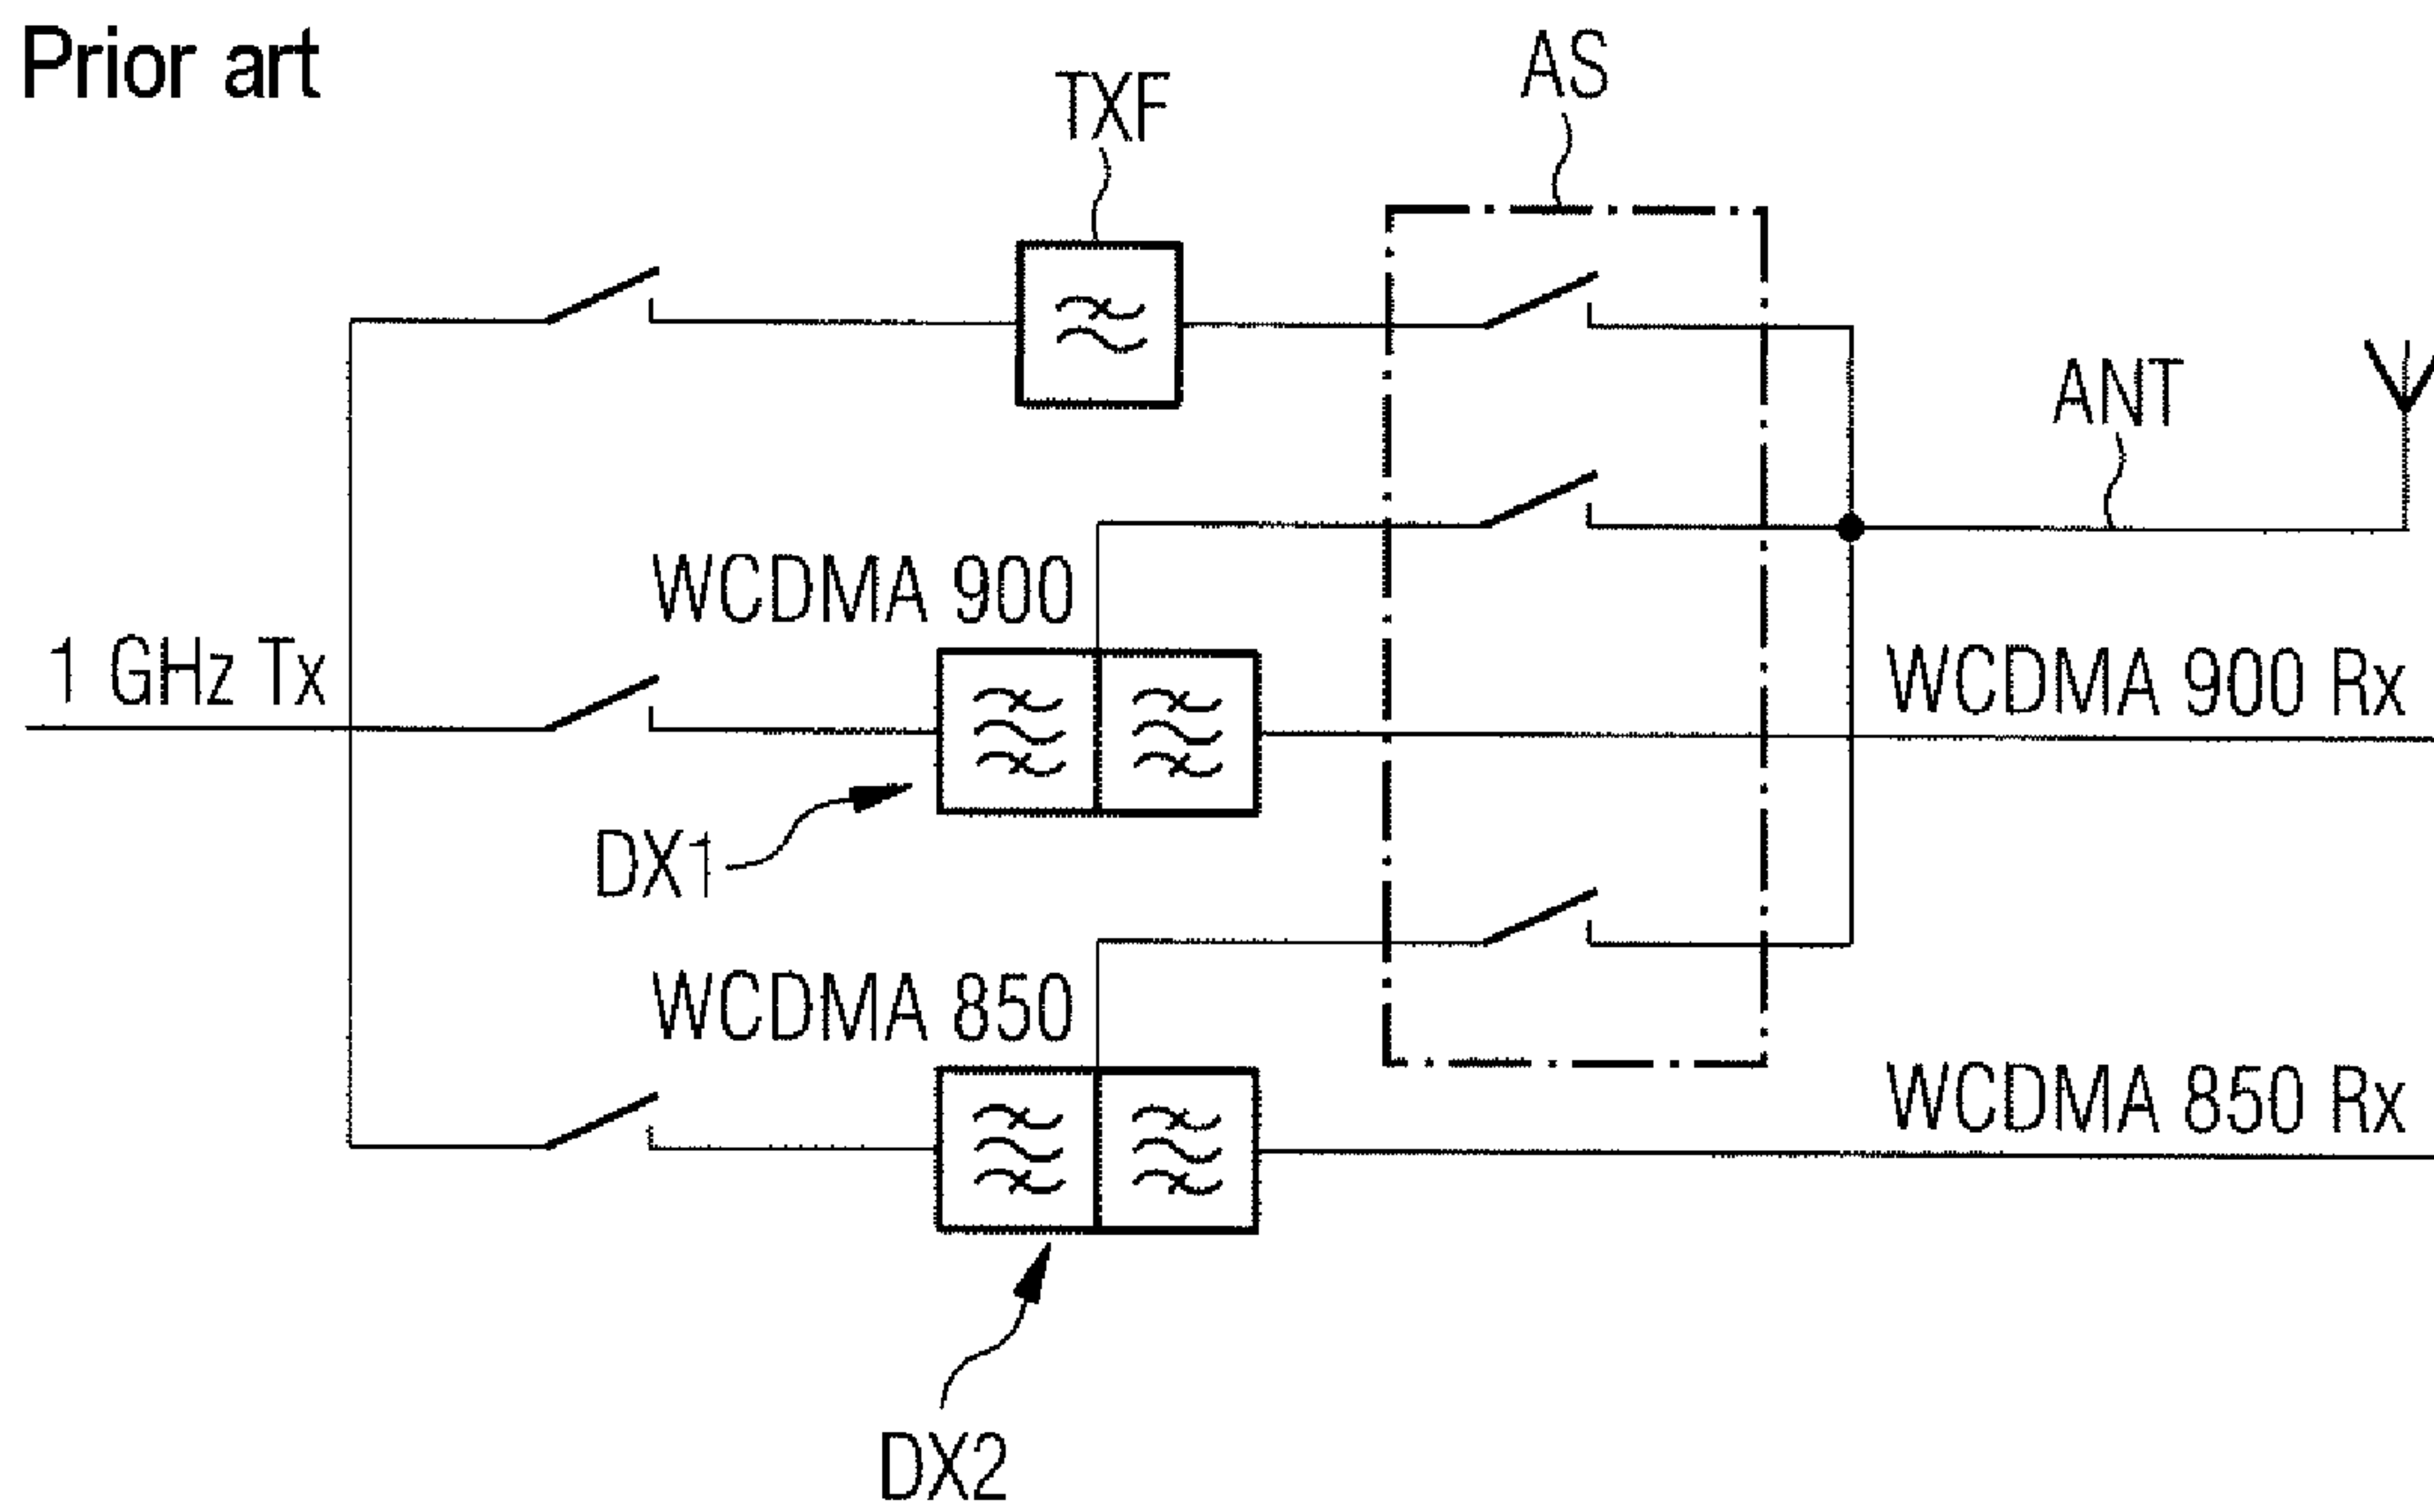 Prior art
AS
TXF
ANT
WCDMA 900
1 GHz Tx
WCDMA 900 Rx
DX1
WCDMA 850
WCDMA 850 Rx
DX2